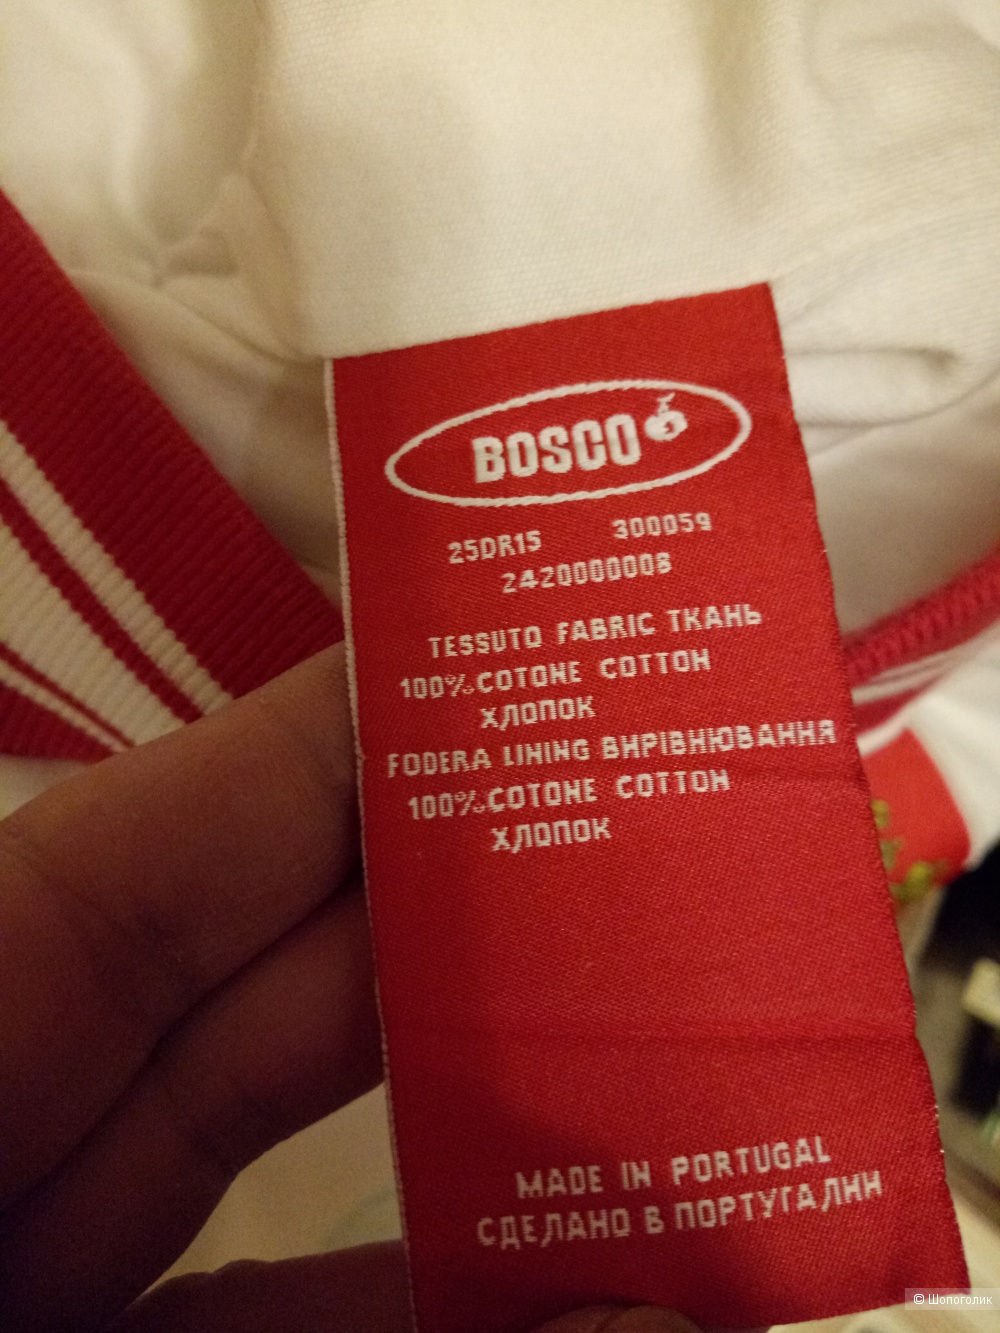 BOSCO
25DR15 300059
2420000008
TESSUTO FABRIC ТКАНЬ
100% COTONE COTTON
ХЛОПОК
FODERA LINING ВИРІВНЮВАННЯ
100% COTONE COTTON
ХЛОПОК
MADE IN PORTUGAL
СДЕЛАНО В ПОРТУГАЛИИ
© Шопоголик